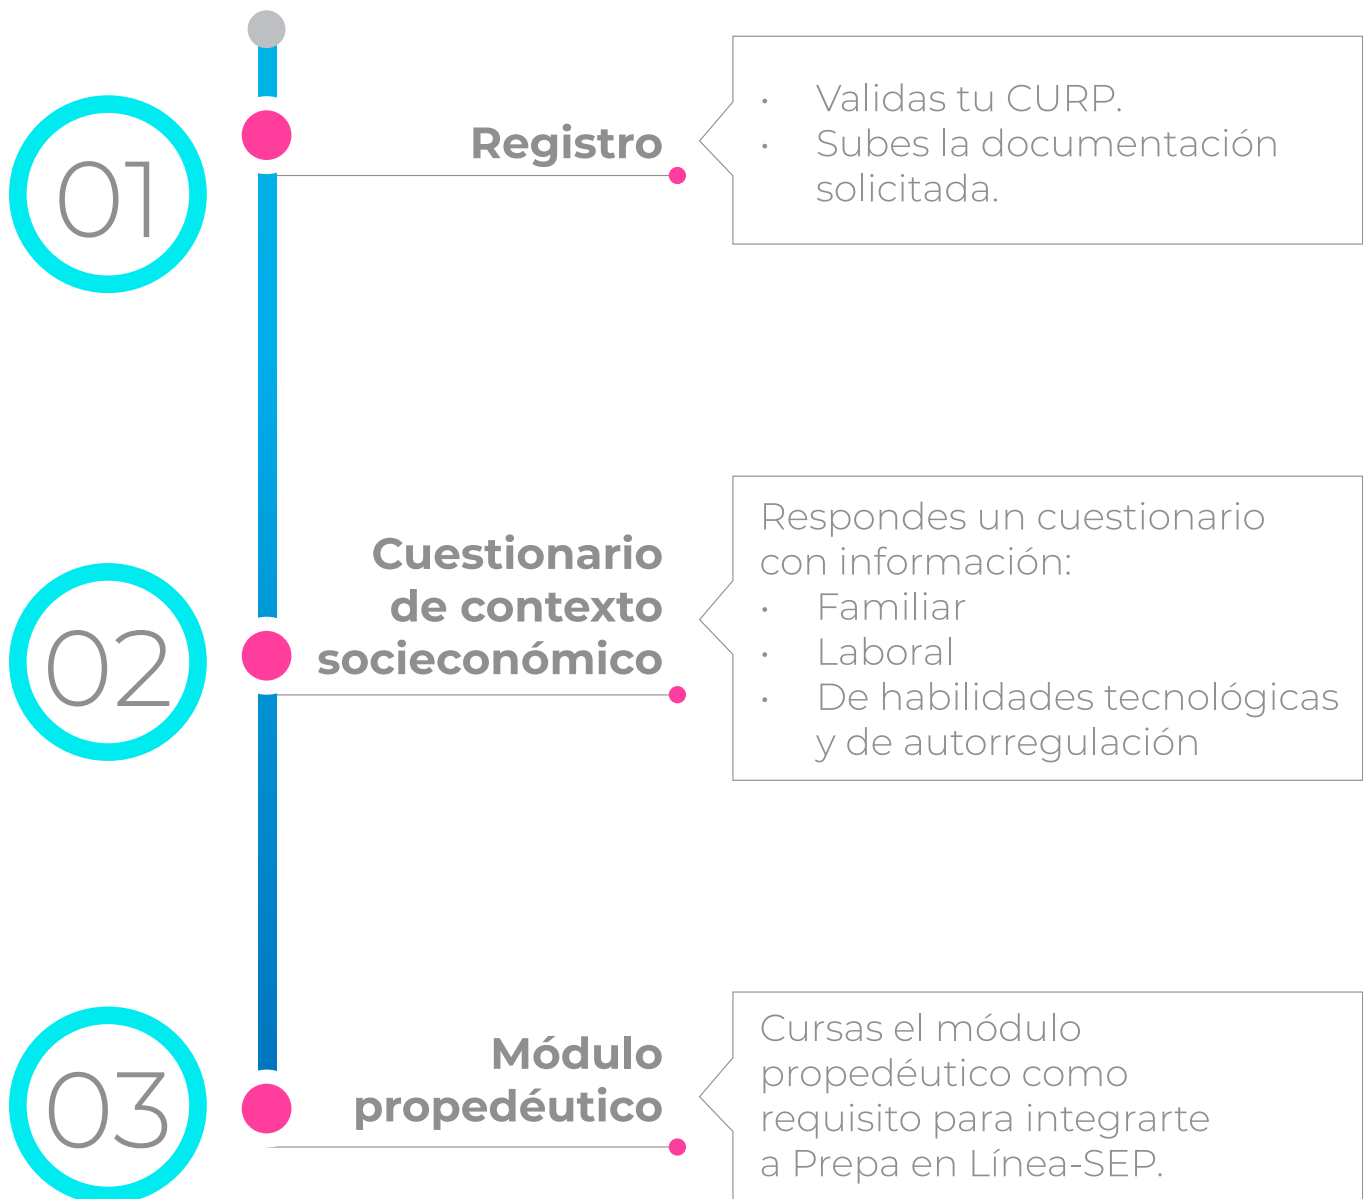 01
Registro
• Validas tu CURP.
• Subes la documentación
solicitada.
02
Cuestionario
de contexto
socieconómico
Respondes un cuestionario
con información:
• Familiar
• Laboral
• De habilidades tecnológicas
y de autorregulación
03
Módulo
propedéutico
Cursas el módulo
propedéutico como
requisito para integrarte
a Prepa en Línea-SEP.